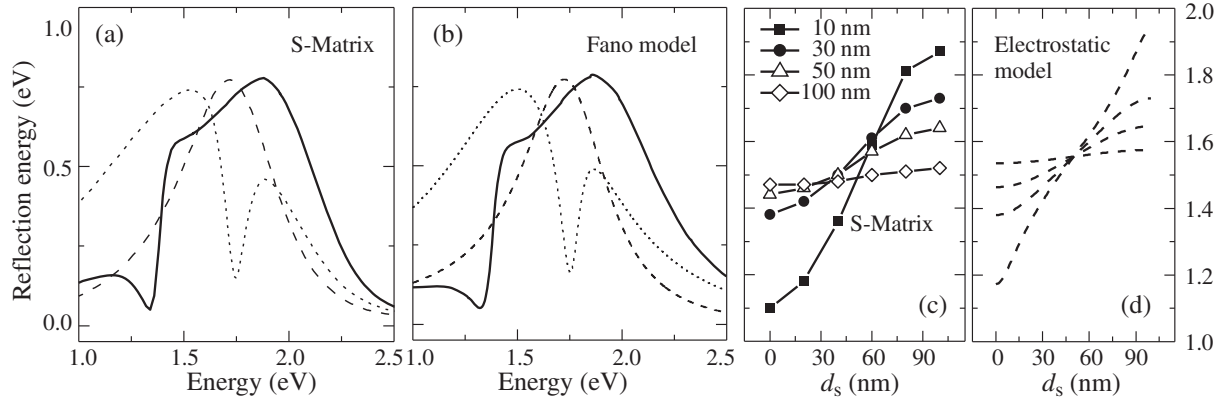 (a)
S-Matrix
Reflection energy (eV)
1.0
0.5
0.0
1.0
1.5
2.0
2.5
Energy (eV)
(b)
Fano model
1.0
1.5
2.0
2.5
Energy (eV)
10 nm
30 nm
50 nm
100 nm
S-Matrix
(c)
0
30
60
90
ds (nm)
Electrostatic
model
(d)
0
30
60
90
ds (nm)
2.0
1.8
1.6
1.4
1.2
1.0